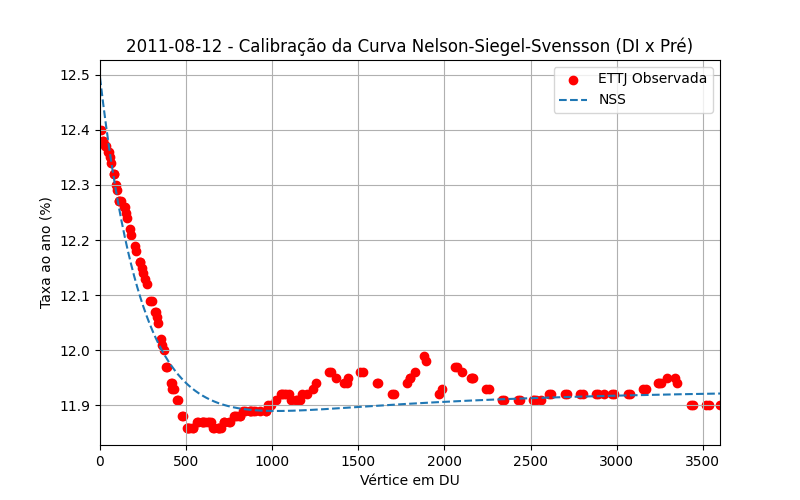 2011-08-12 - Calibração da Curva Nelson-Siegel-Svensson (DI x Pré)
ETTJ Observada
NSS
Taxa ao ano (%)
12.5
12.4
12.3
12.2
12.1
12.0
11.9
0 500 1000 1500 2000 2500 3000 3500
Vértice em DU